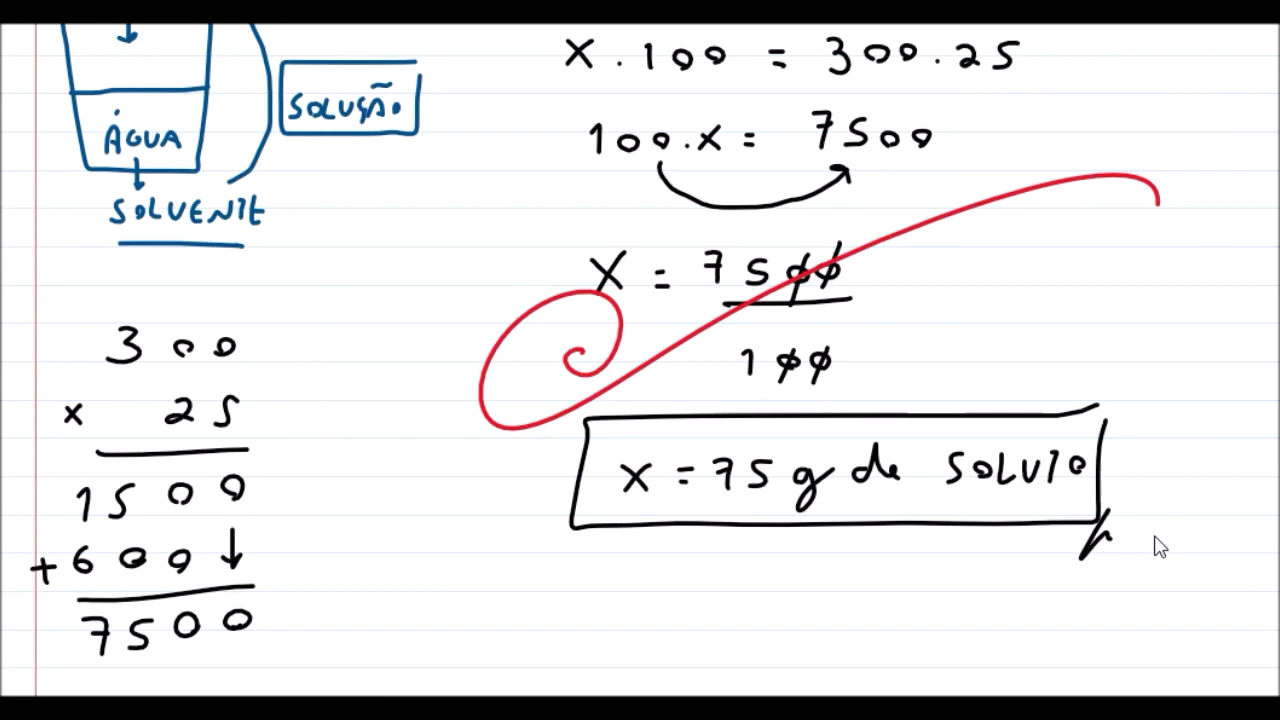 SOLUÇÃO
ÁGUA
SOLVENTE
300
x 25
1500
+600↓
7500
X.100 = 300.25
100.x = 7500
X = 7500
100
x = 75 g de SOLUTO